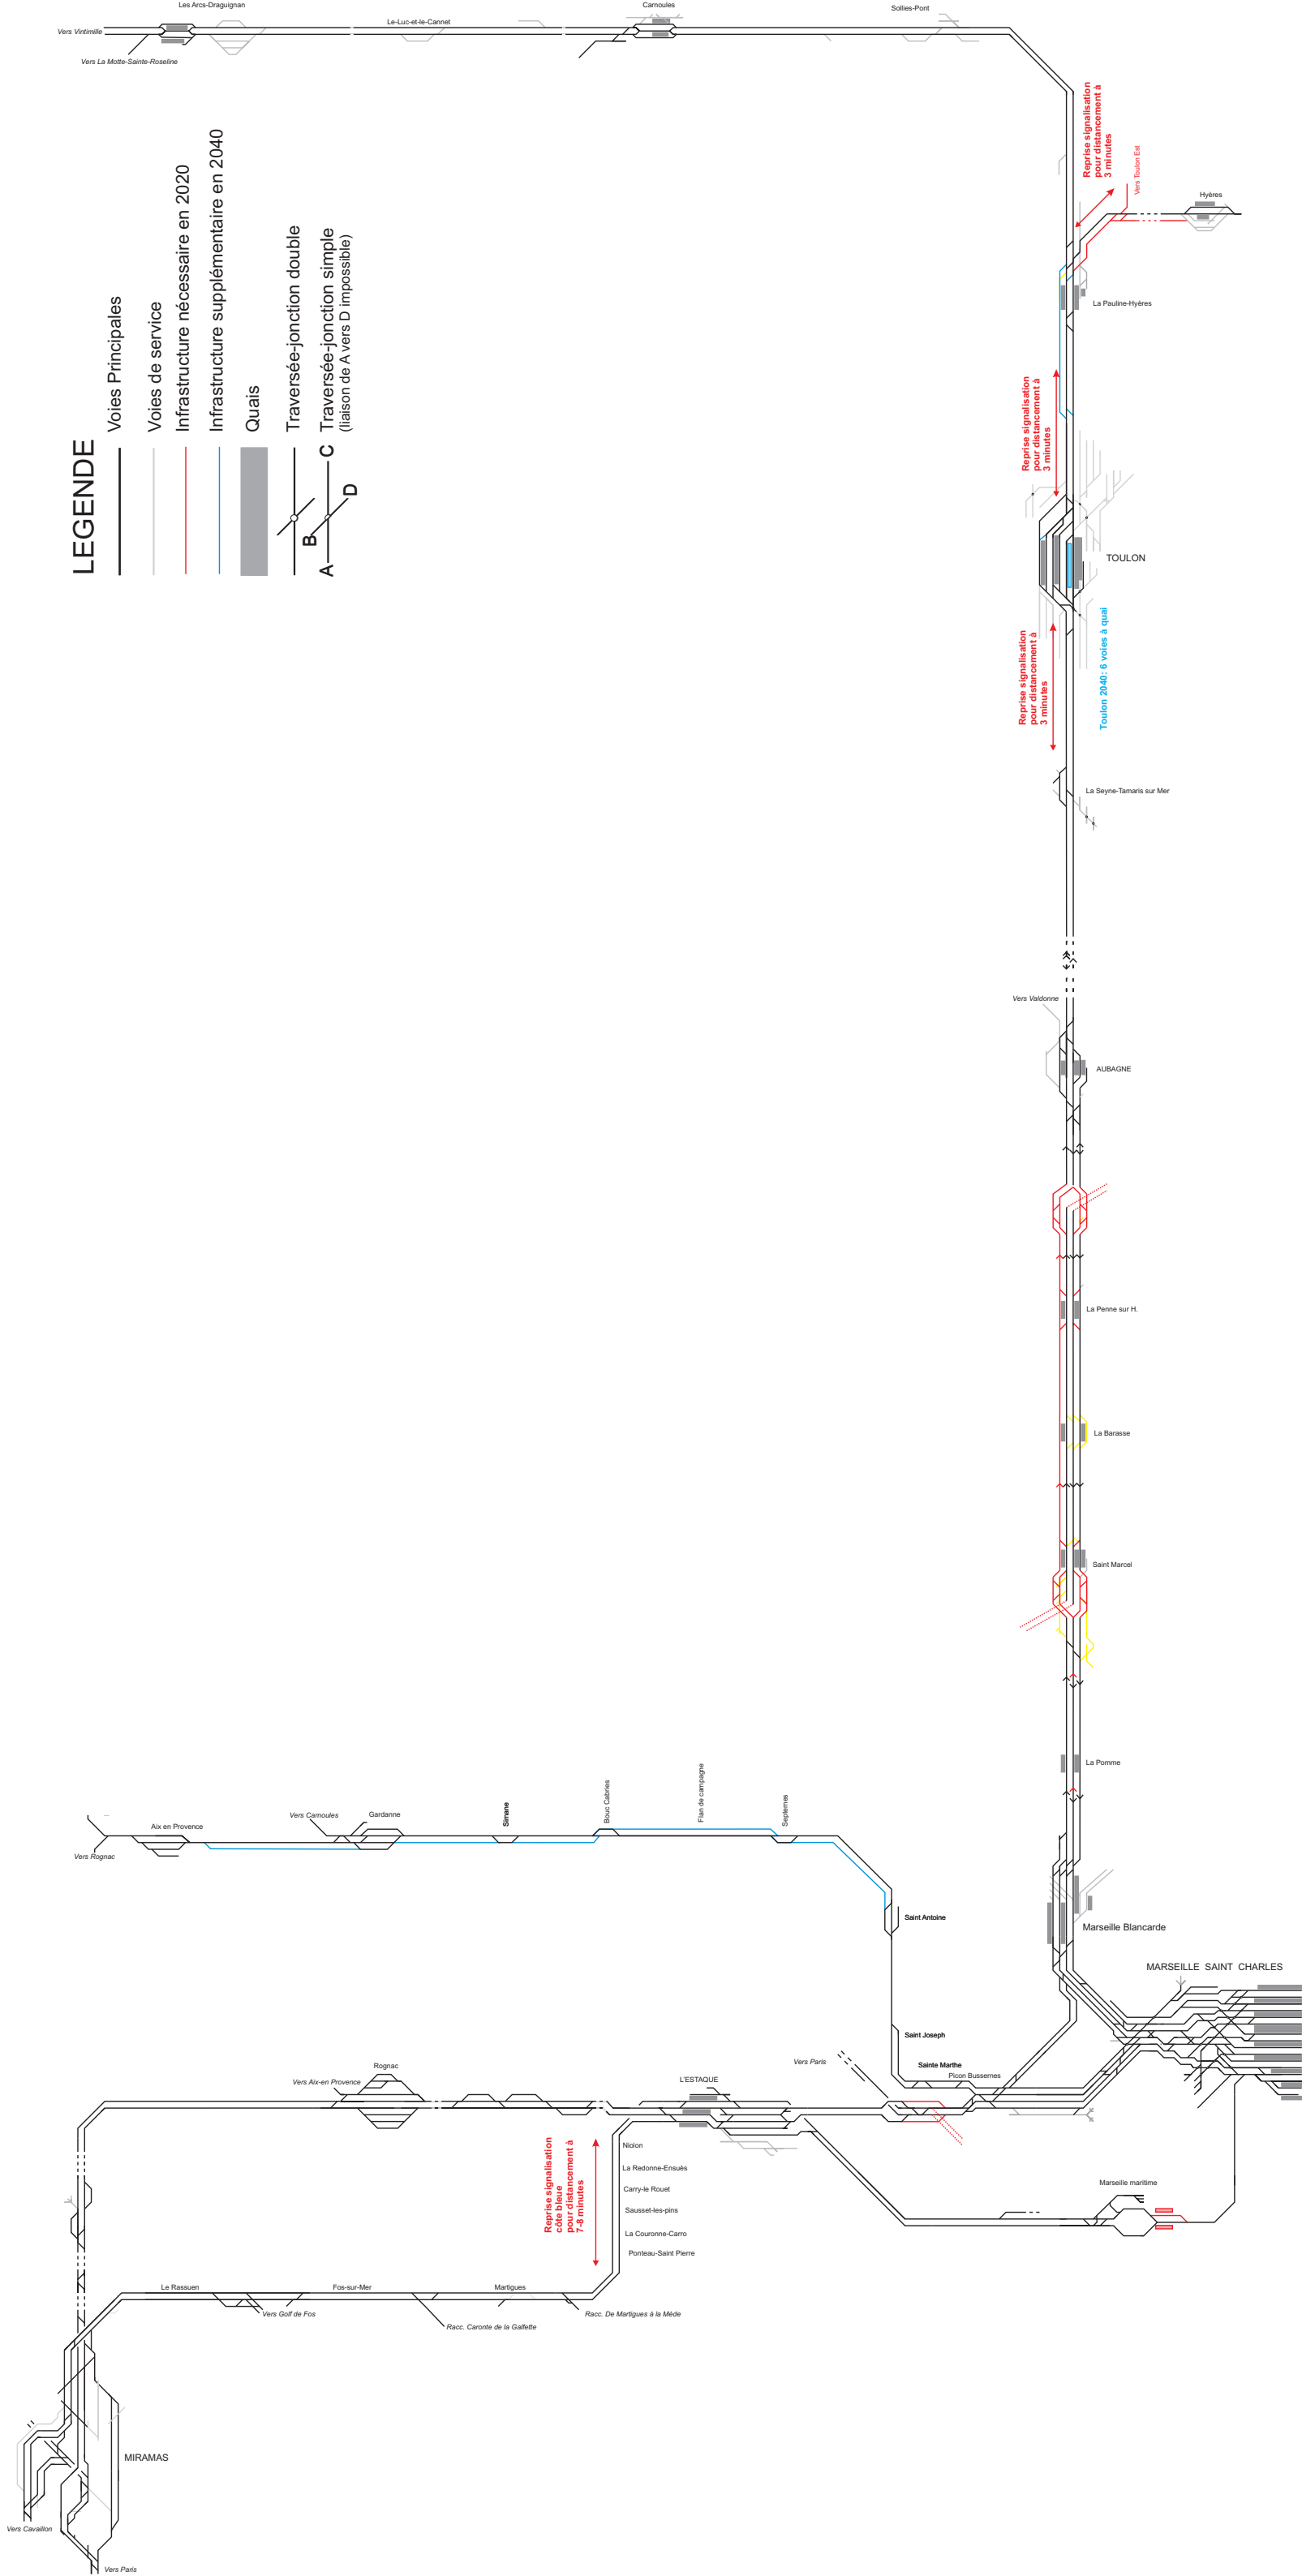 Les Arcs-Draguignan
Vers Vintimille
Vers La Motte-Sainte-Roseline
Le-Luc-et-le-Cannet
Carnoules
Sollies-Pont
LEGENDE
Voies Principales
Voies de service
Infrastructure nécessaire en 2020
Infrastructure supplémentaire en 2040
Quais
Traversée-jonction double
Traversée-jonction simple
(liaison de A vers D impossible)
A
B
C
D
Reprise signalisation
pour distancement à
3 minutes
Vers Toulon Est
Hyères
La Pauline-Hyères
Reprise signalisation
pour distancement à
3 minutes
TOULON
Toulon 2040: 6 voies à quai
Reprise signalisation
pour distancement à
3 minutes
La Seyne-Tamaris sur Mer
Vers Valdonne
AUBAGNE
La Penne sur H.
La Barasse
Saint Marcel
La Pomme
Marseille Blancarde
MARSEILLE SAINT CHARLES
Vers Rognac
Aix en Provence
Vers Carnoules
Gardanne
Simiane
Bouc Cabries
Plan de campagne
Septemes
Saint Antoine
Saint Joseph
Sainte Marthe
Picon Bussernes
Vers Paris
Vers Aix-en Provence
Rognac
L'ESTAQUE
Reprise signalisation
côte bleue
pour distancement à
7-8 minutes
Niolon
La Redonne-Ensuès
Carry-le Rouet
Sausset-les-pins
La Couronne-Carro
Ponteau-Saint Pierre
Marseille maritime
Le Rassuen
Vers Golf de Fos
Fos-sur-Mer
Racc. Caronte de la Galfette
Martigues
Racc. De Martigues à la Mède
MIRAMAS
Vers Cavaillon
Vers Paris